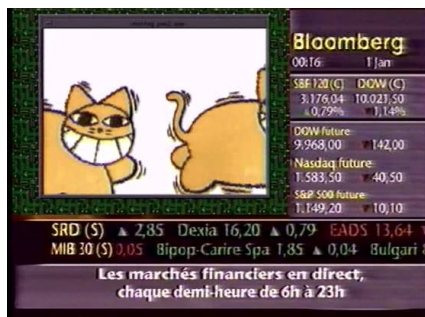 Bloomberg
00:16 1 Jan
SBF 120 (C) DOW (C)
3.176,04 10.021,50
▲0,79% ▼1,14%
DOW future
9.968,00 ▼142,00
Nasdaq future
1.583,50 ▼40,50
S&P 500 future
1.149,20 ▼10,10
SRD (S) ▲ 2,85 Dexia 16,20 ▲ 0,79 EADS 13,64
MIB 30 (S) 0,05 Bipop-Carire Spa 1,85 ▲ 0,04 Bulgari
Les marchés financiers en direct,
chaque demi-heure de 6h à 23h